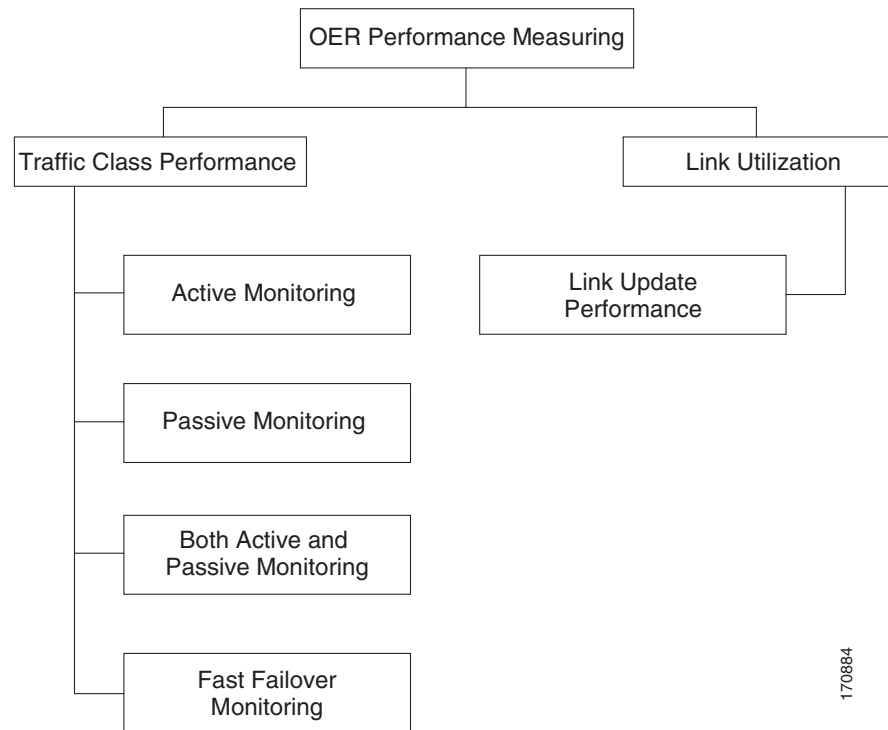 OER Performance Measuring
Traffic Class Performance
Link Utilization
Active Monitoring
Link Update
Performance
Passive Monitoring
Both Active and
Passive Monitoring
Fast Failover
Monitoring
170884